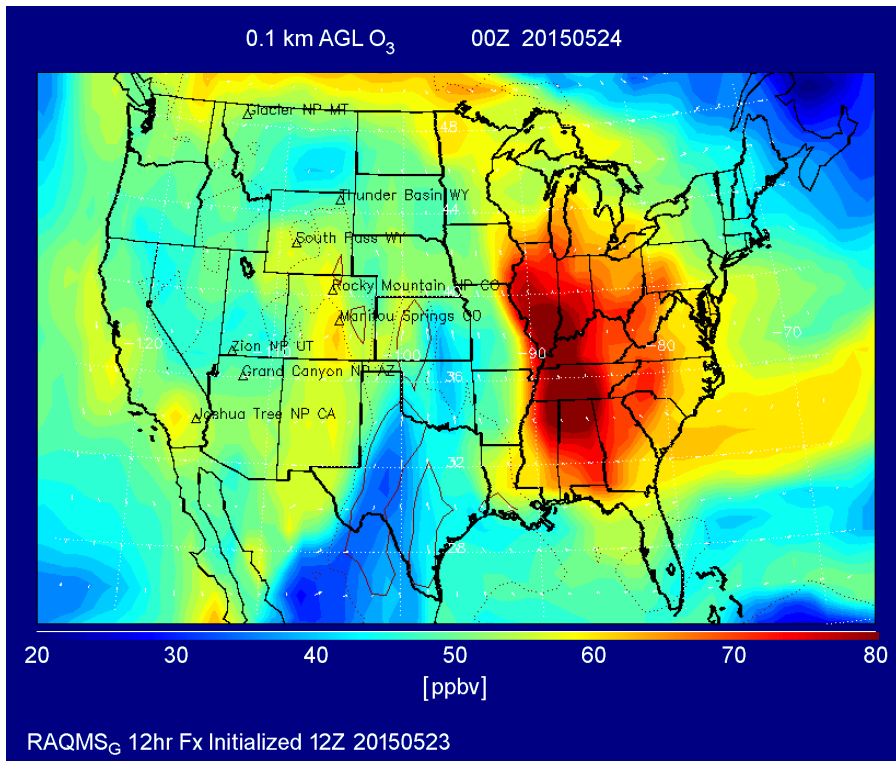 0.1 km AGL O3 00Z 20150524
Glacier NP MT
48
Thunder Basin WY
44
South Pass WY
Rocky Mountain NP CO
Manitou Springs CO
-120 -110 -100 -90 -80 -70
Zion NP UT
Grand Canyon NP AZ
36
Joshua Tree NP CA
32
28
20 30 40 50 60 70 80
[ppbv]
RAQMSG 12hr Fx Initialized 12Z 20150523